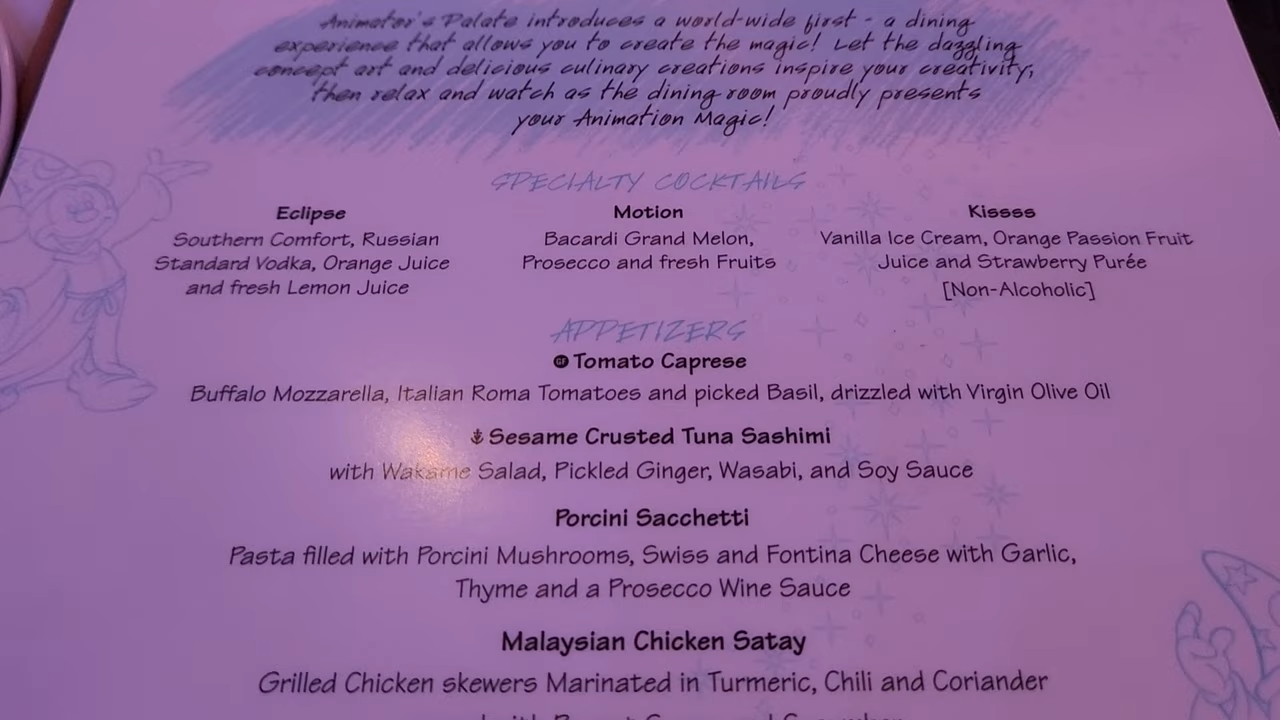 Animator's Palate introduces a world-wide first - a dining
experience that allows you to create the magic! Let the dazzling
concept art and delicious culinary creations inspire your creativity,
then relax and watch as the dining room proudly presents
your Animation Magic!
SPECIALTY COCKTAILS
Eclipse
Southern Comfort, Russian
Standard Vodka, Orange Juice
and fresh Lemon Juice
Motion
Bacardi Grand Melon,
Prosecco and fresh Fruits
Kissss
Vanilla Ice Cream, Orange Passion Fruit
Juice and Strawberry Purée
[Non-Alcoholic]
APPETIZERS
GF Tomato Caprese
Buffalo Mozzarella, Italian Roma Tomatoes and picked Basil, drizzled with Virgin Olive Oil
Sesame Crusted Tuna Sashimi
with Wakame Salad, Pickled Ginger, Wasabi, and Soy Sauce
Porcini Sacchetti
Pasta filled with Porcini Mushrooms, Swiss and Fontina Cheese with Garlic,
Thyme and a Prosecco Wine Sauce
Malaysian Chicken Satay
Grilled Chicken skewers Marinated in Turmeric, Chili and Coriander